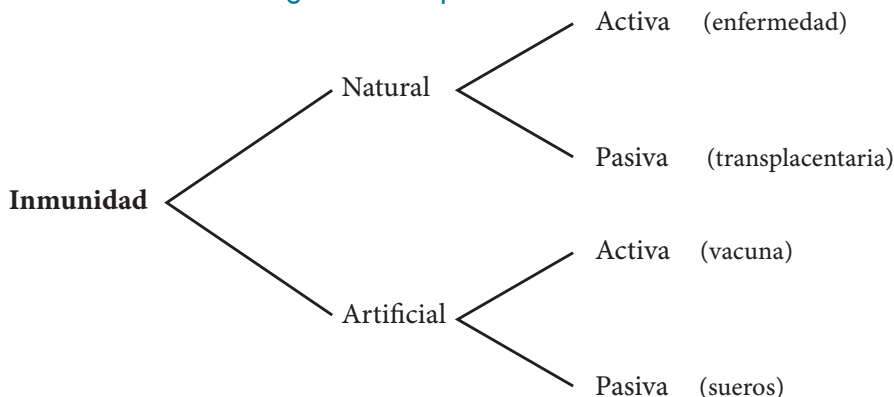 Activa (enfermedad)
Natural
Pasiva (transplacentaria)
Inmunidad
Activa (vacuna)
Artificial
Pasiva (sueros)